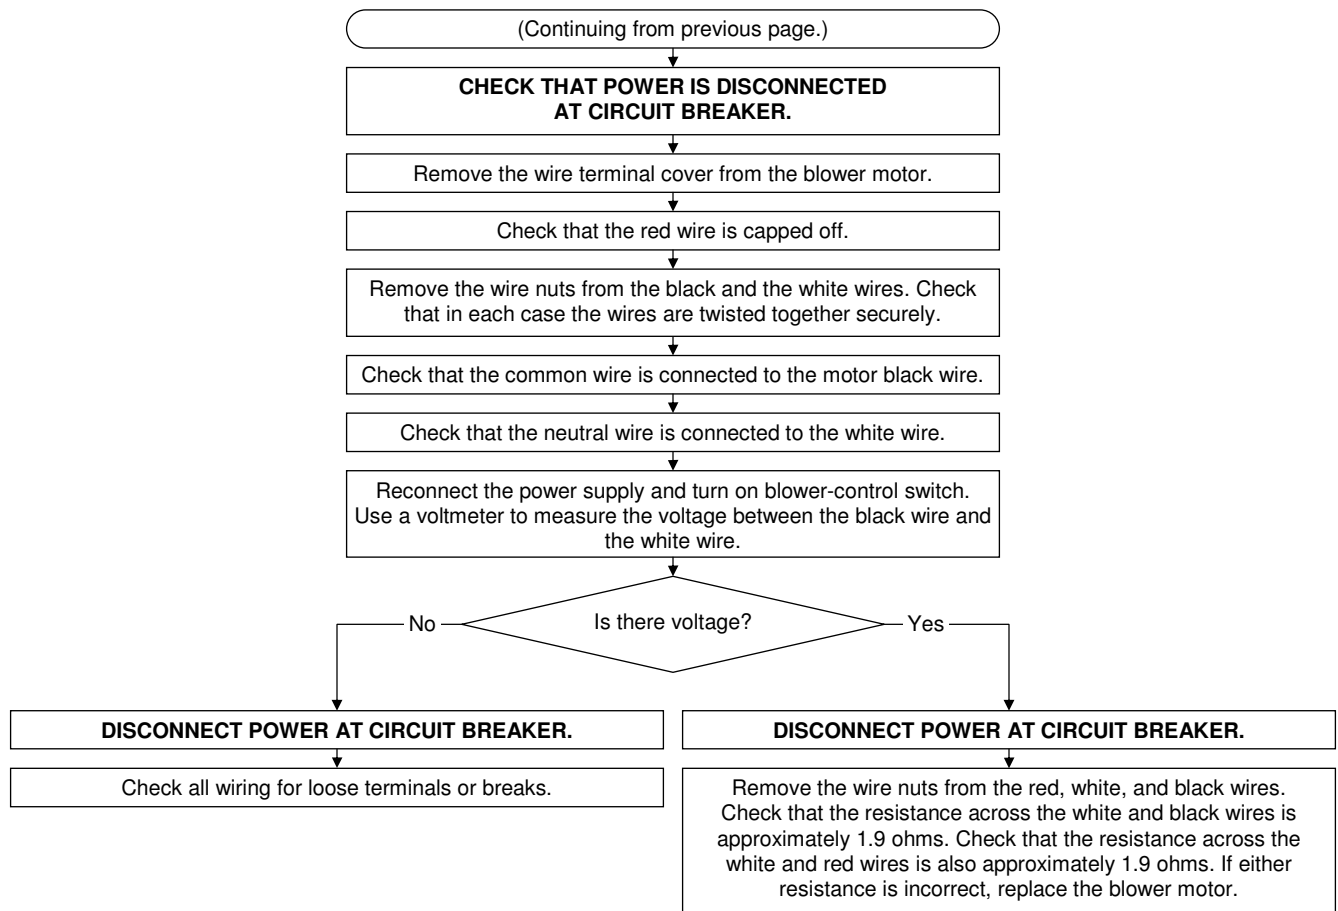 (Continuing from previous page.)
CHECK THAT POWER IS DISCONNECTED
AT CIRCUIT BREAKER.
Remove the wire terminal cover from the blower motor.
Check that the red wire is capped off.
Remove the wire nuts from the black and the white wires. Check
that in each case the wires are twisted together securely.
Check that the common wire is connected to the motor black wire.
Check that the neutral wire is connected to the white wire.
Reconnect the power supply and turn on blower-control switch.
Use a voltmeter to measure the voltage between the black wire and
the white wire.
Is there voltage?
No
Yes
DISCONNECT POWER AT CIRCUIT BREAKER.
Check all wiring for loose terminals or breaks.
DISCONNECT POWER AT CIRCUIT BREAKER.
Remove the wire nuts from the red, white, and black wires.
Check that the resistance across the white and black wires is
approximately 1.9 ohms. Check that the resistance across the
white and red wires is also approximately 1.9 ohms. If either
resistance is incorrect, replace the blower motor.